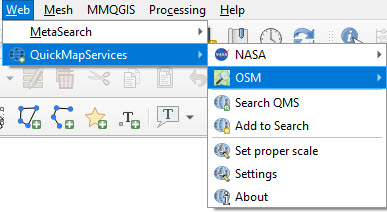 Web Mesh MMQGIS Processing Help
MetaSearch
QuickMapServices
NASA
OSM
Search QMS
Add to Search
Set proper scale
Settings
About
T
T